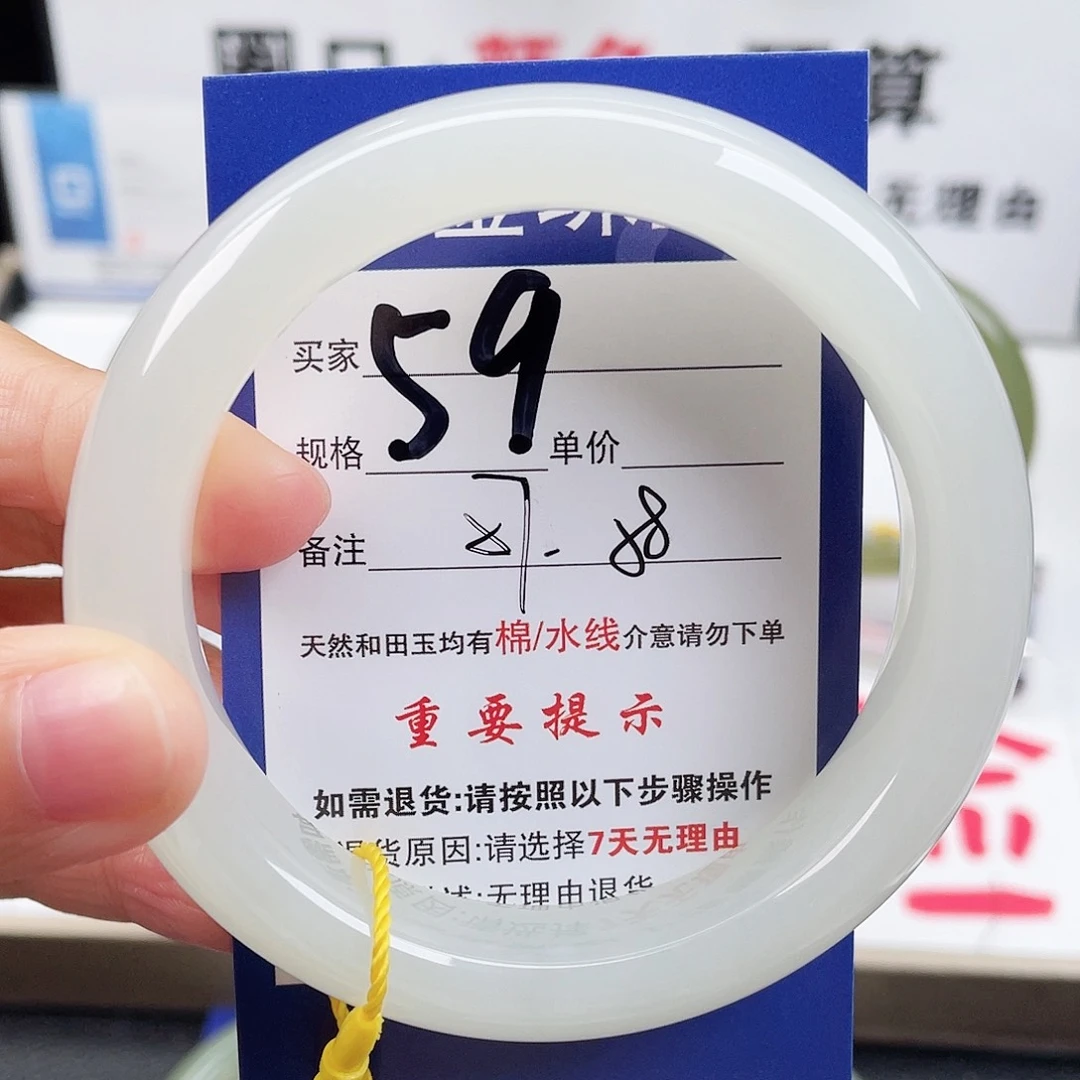 算
无理由
买家 59
规格 单价
备注
天然和田玉均有棉/水线介意请勿下单
重要提示
如需退货:请按照以下步骤操作
退货原因:请选择7天无理由
述:无理由退货